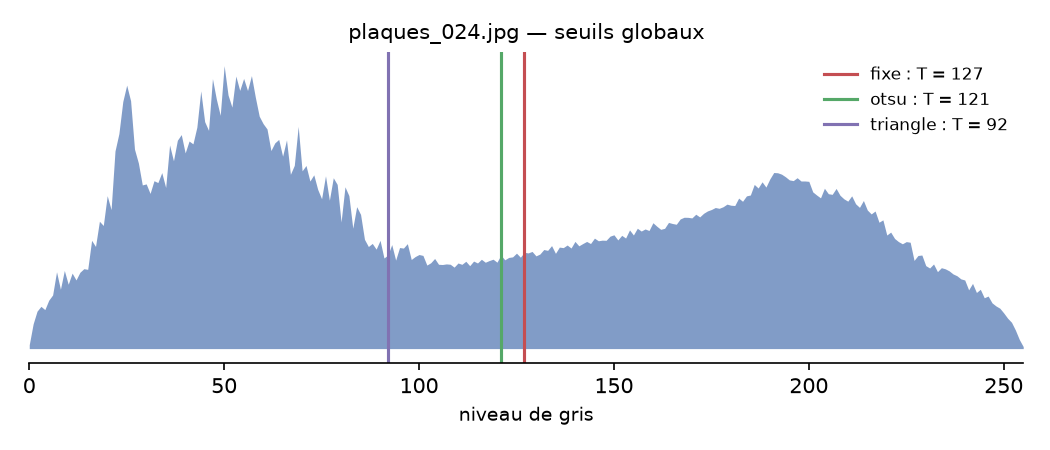 plaques_024.jpg — seuils globaux
fixe : T = 127
otsu : T = 121
triangle : T = 92
0 50 100 150 200 250
niveau de gris